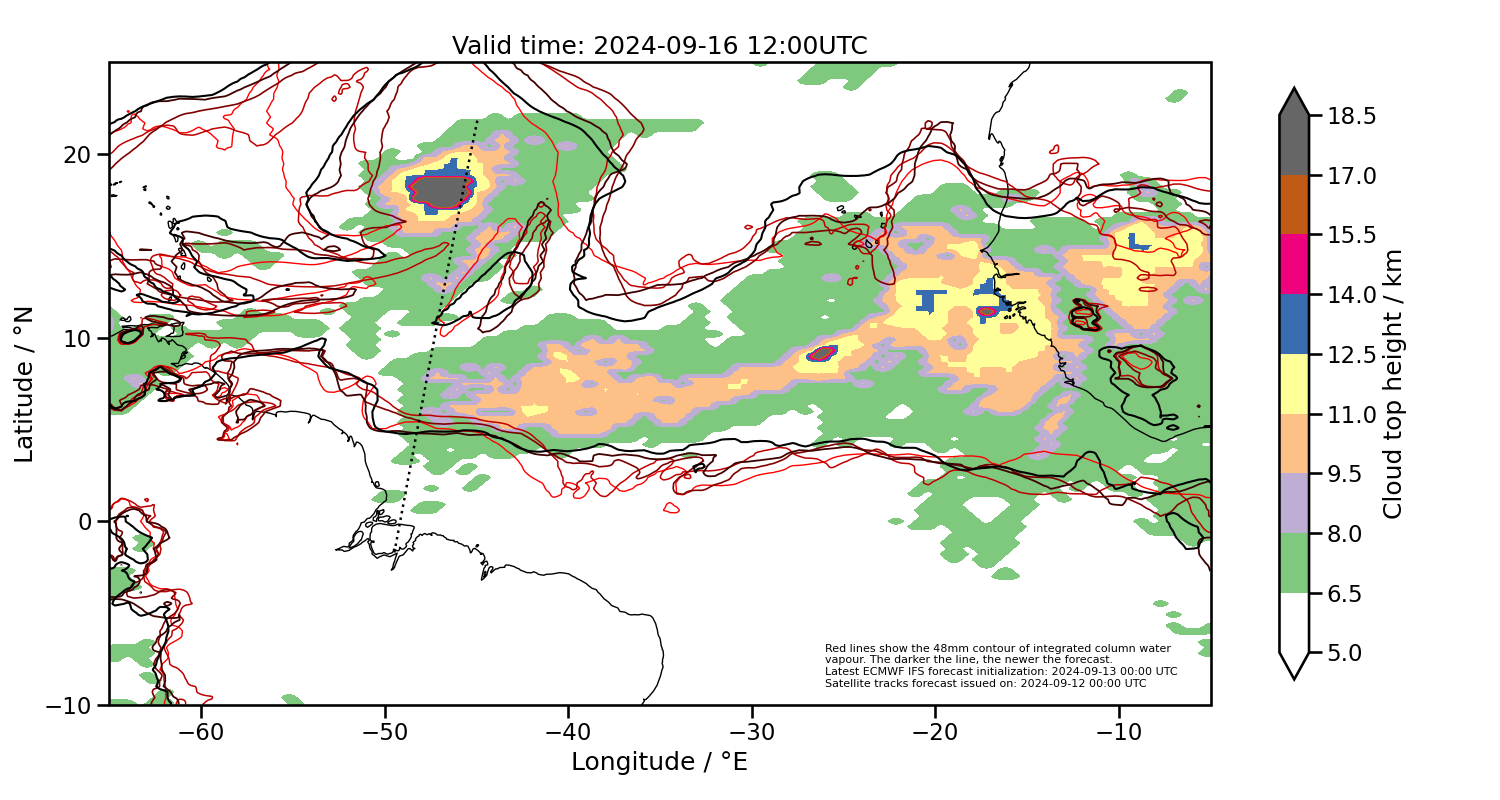 Valid time: 2024-09-16 12:00UTC
20
10
0
−10
Latitude / °N
−60
−50
−40
−30
−20
−10
Longitude / °E
Red lines show the 48mm contour of integrated column water
vapour. The darker the line, the newer the forecast.
Latest ECMWF IFS forecast initialization: 2024-09-13 00:00 UTC
Satellite tracks forecast issued on: 2024-09-12 00:00 UTC
18.5
17.0
15.5
14.0
12.5
11.0
9.5
8.0
6.5
5.0
Cloud top height / km